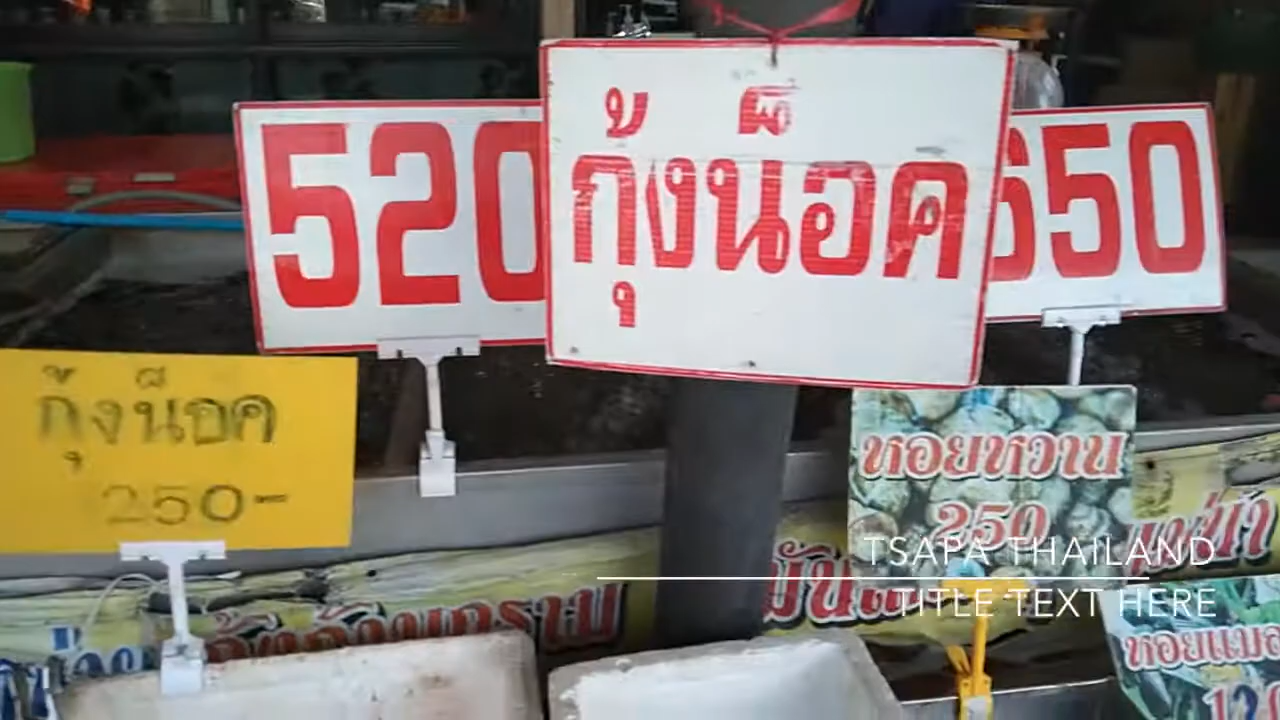 520
กุ้งน็อค
650
กุ้งน็อค
250-
หอยหวาน
250
TSAPA THAILAND
TITLE TEXT HERE